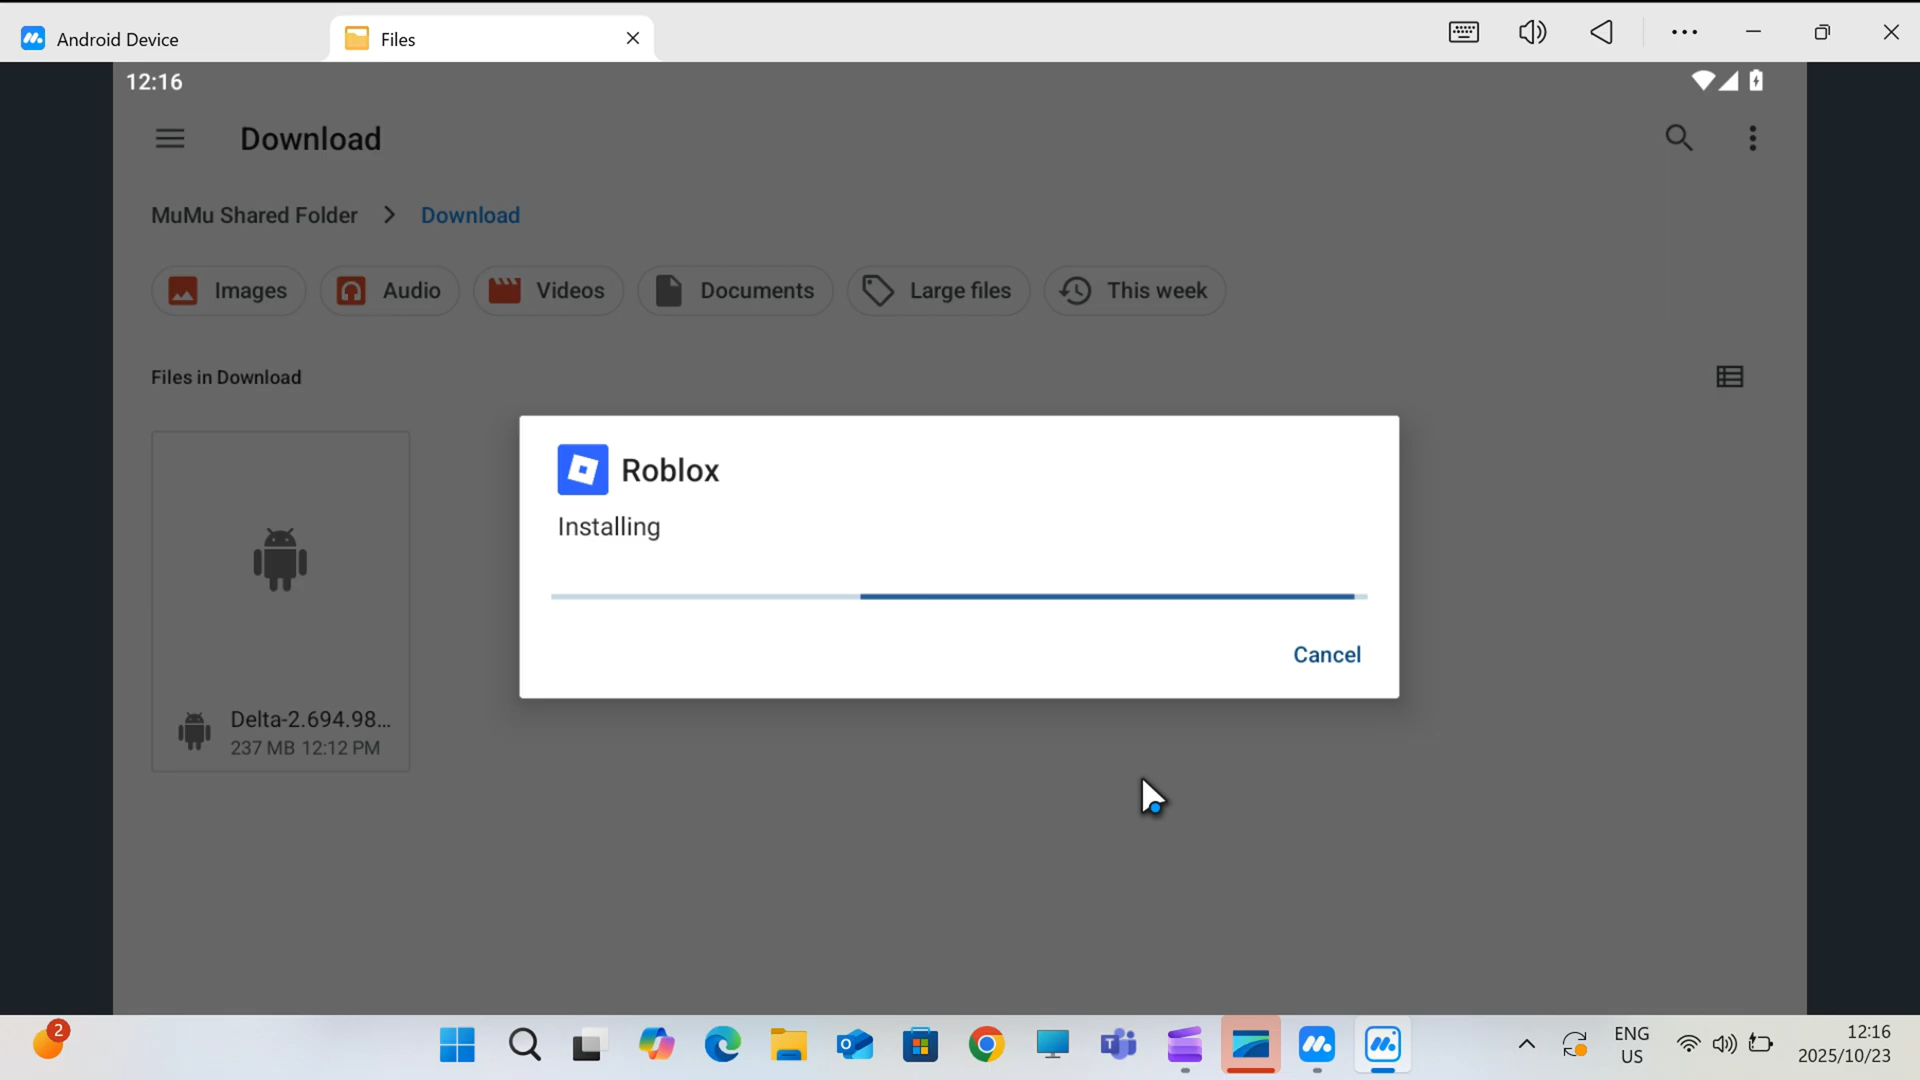 Android Device
Files
12:16
Download
MuMu Shared Folder > Download
Images
Audio
Videos
Documents
Large files
This week
Files in Download
Roblox
Installing
Cancel
Delta-2.694.98...
237 MB 12:12 PM
2
ENG
US
12:16
2025/10/23